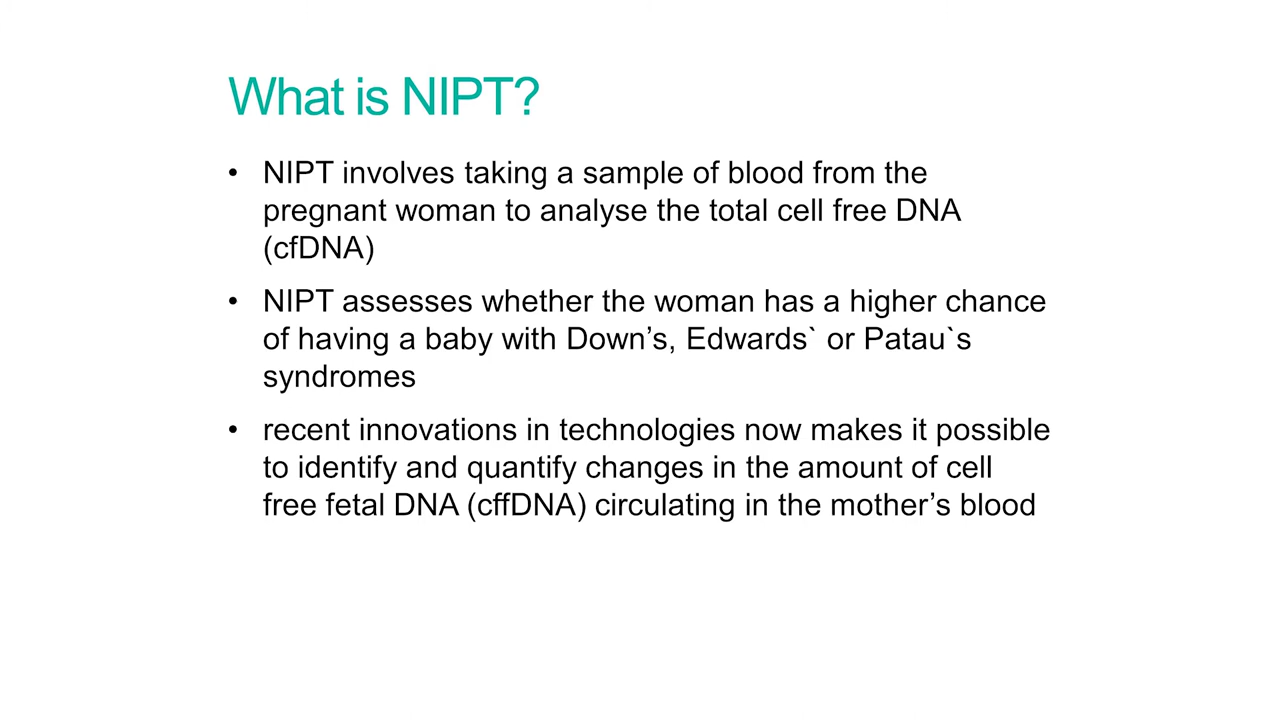 What is NIPT?
• NIPT involves taking a sample of blood from the
pregnant woman to analyse the total cell free DNA
(cfDNA)
• NIPT assesses whether the woman has a higher chance
of having a baby with Down’s, Edwards` or Patau`s
syndromes
• recent innovations in technologies now makes it possible
to identify and quantify changes in the amount of cell
free fetal DNA (cffDNA) circulating in the mother’s blood